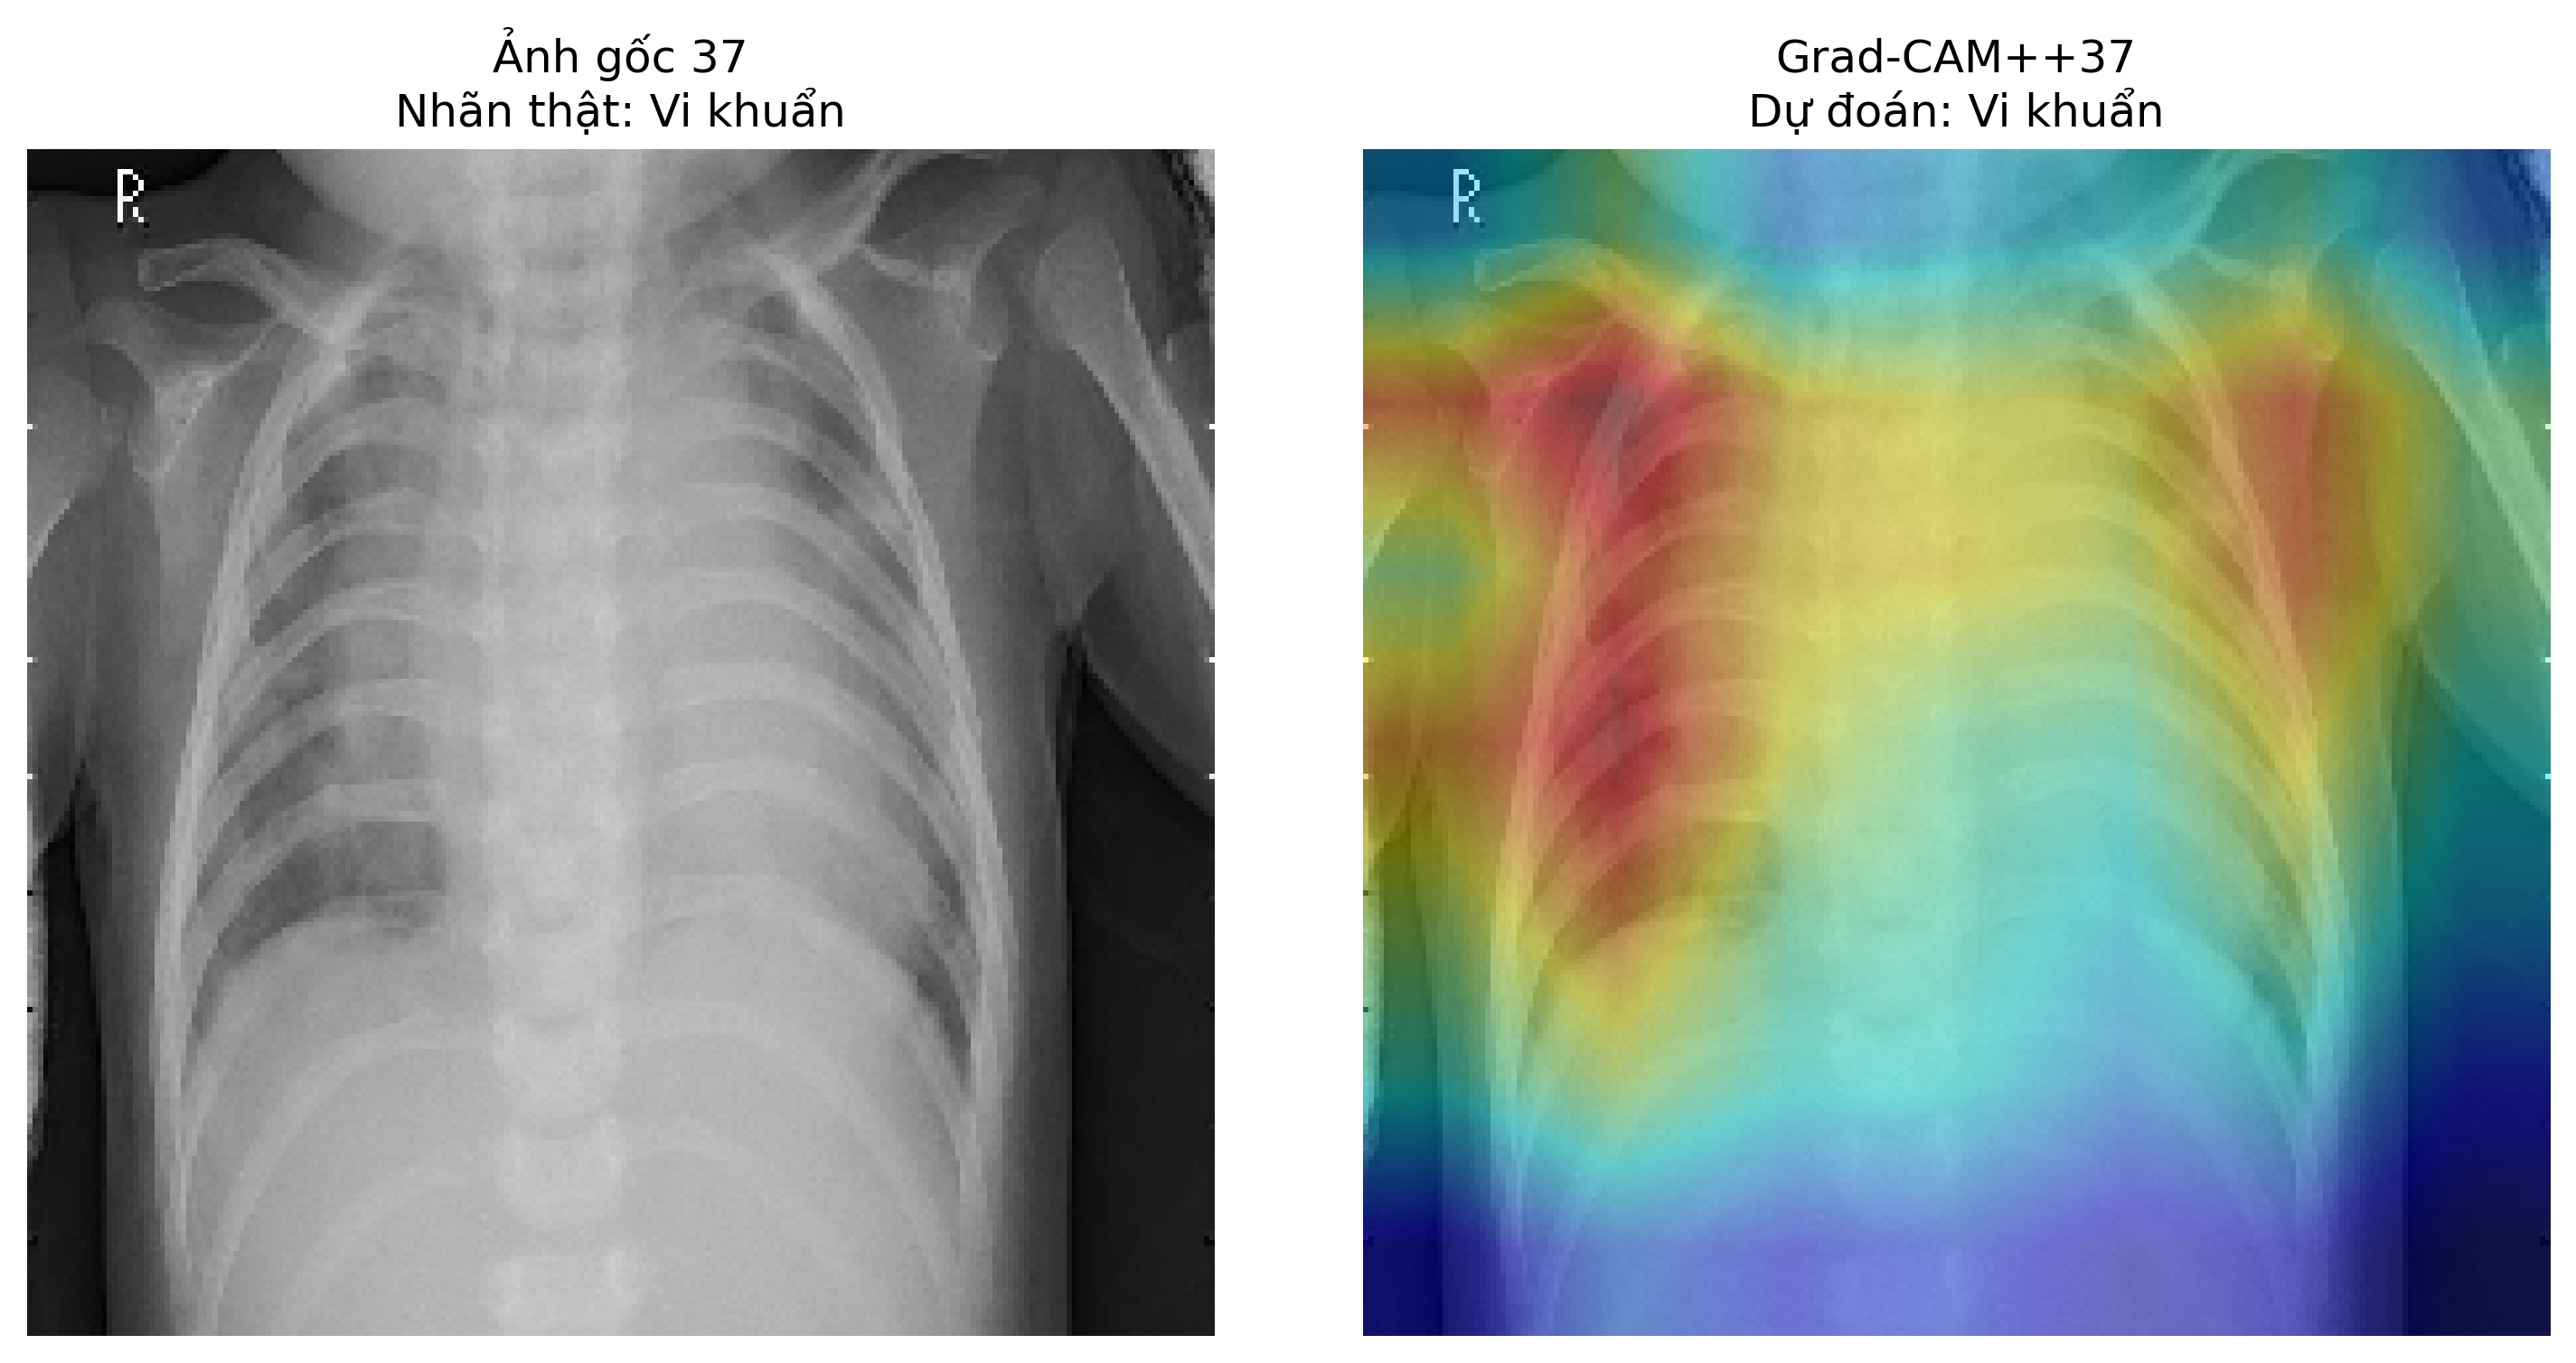 Ảnh gốc 37
Nhãn thật: Vi khuẩn
R
Grad-CAM++37
Dự đoán: Vi khuẩn
R